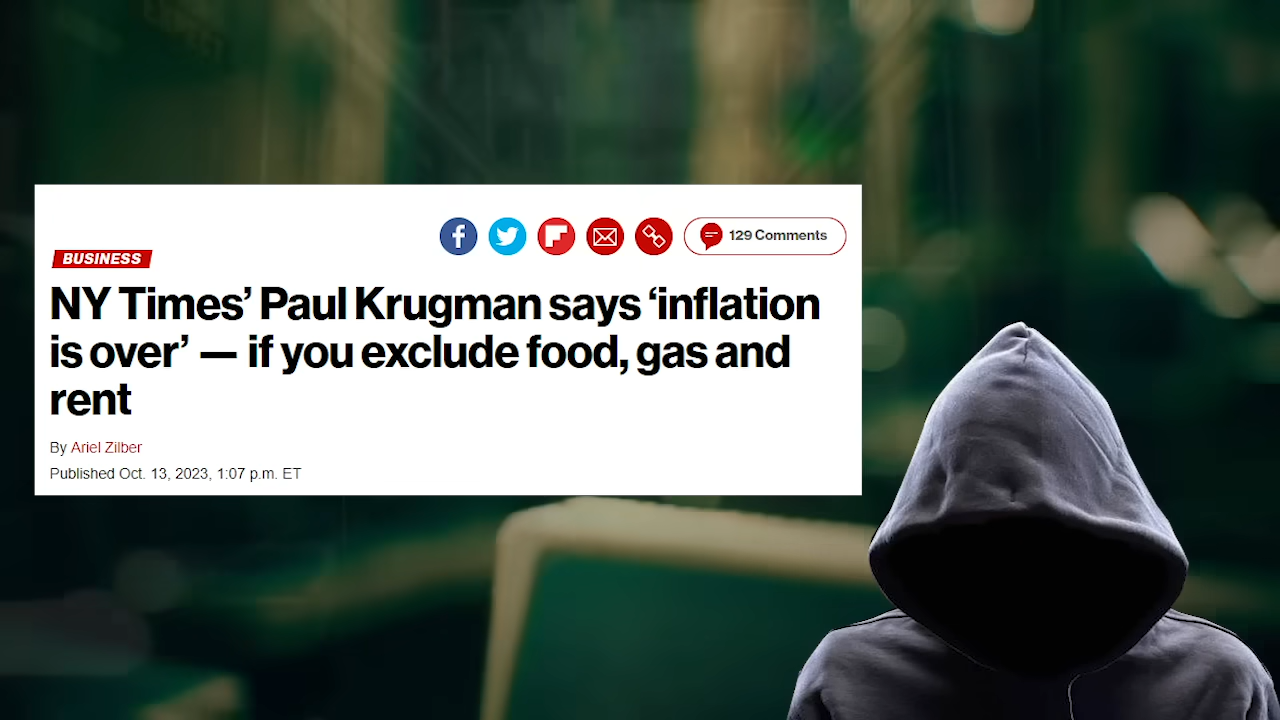 129 Comments
BUSINESS
NY Times’ Paul Krugman says ‘inflation
is over’ — if you exclude food, gas and
rent
By Ariel Zilber
Published Oct. 13, 2023, 1:07 p.m. ET